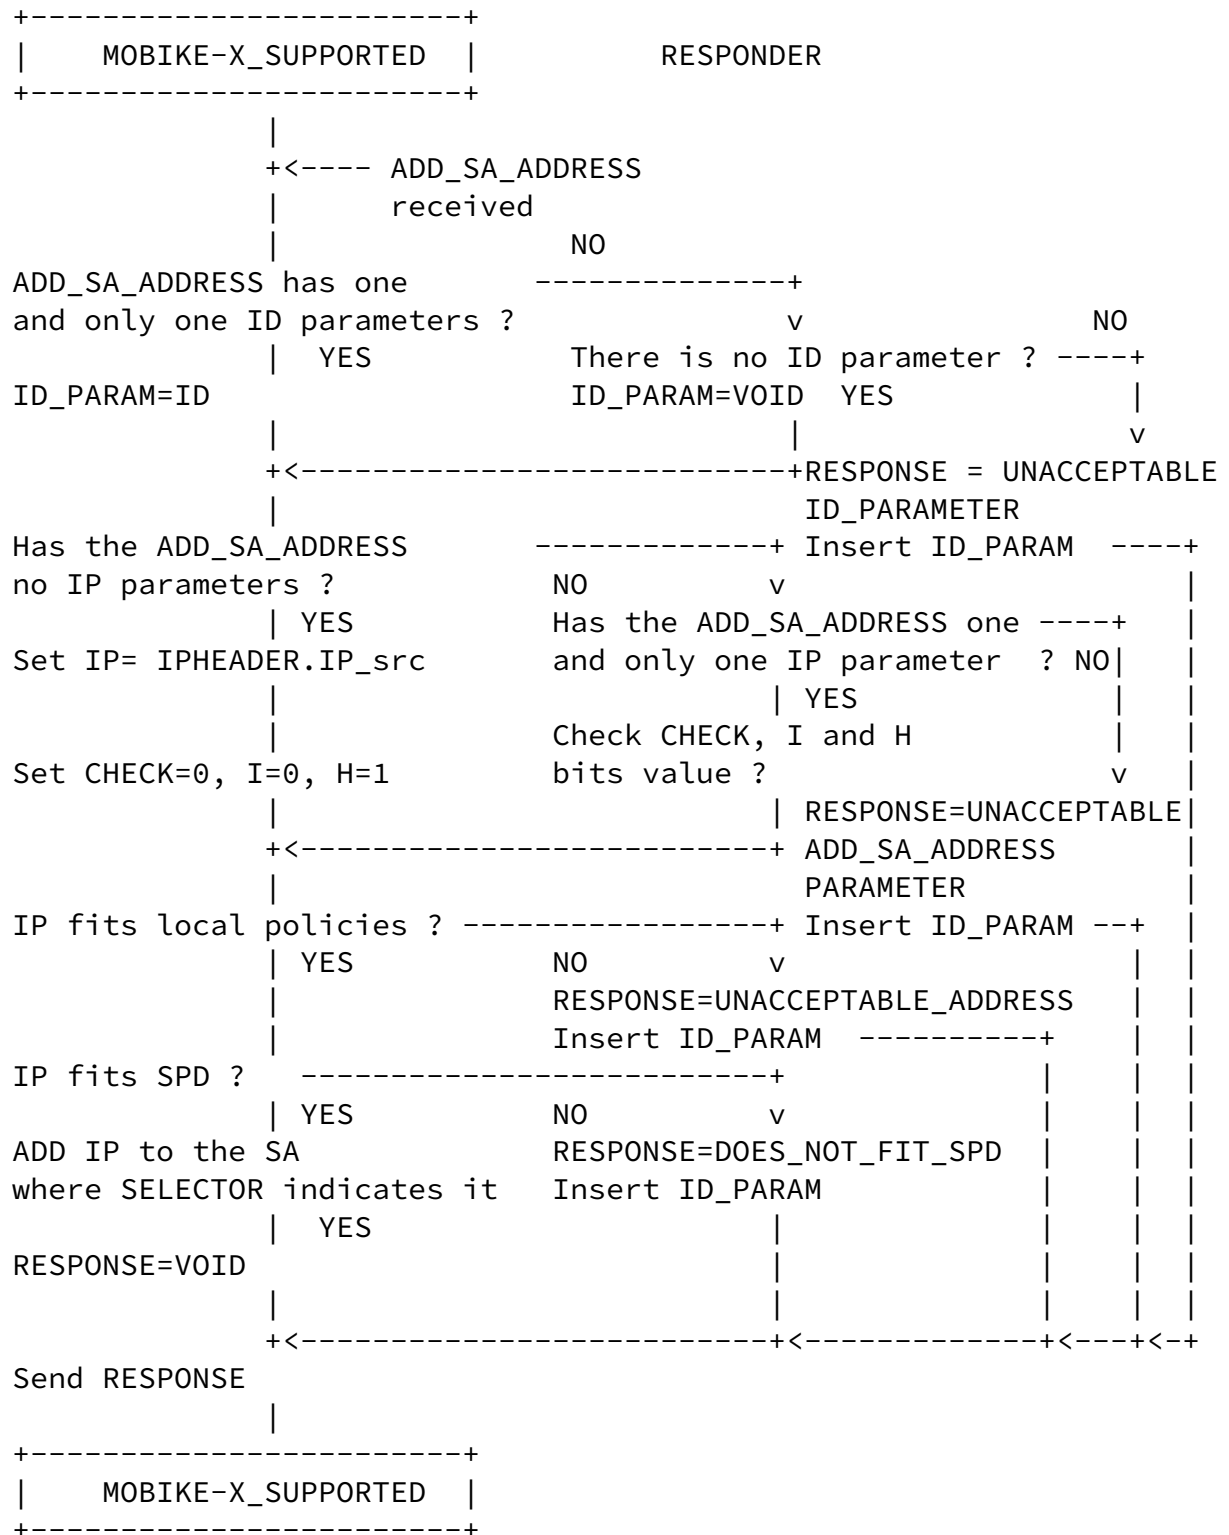 +------------------------+
|    MOBIKE-X_SUPPORTED  |          RESPONDER
+------------------------+
              |
              +<---- ADD_SA_ADDRESS
              |      received
              |                NO
ADD_SA_ADDRESS has one       --------------+
and only one ID parameters ?               v                NO
              |  YES           There is no ID parameter ? ----+
ID_PARAM=ID                    ID_PARAM=VOID  YES             |
              |                            |                  v
              +<---------------------------+RESPONSE = UNACCEPTABLE
              |                             ID_PARAMETER
Has the ADD_SA_ADDRESS       -------------+ Insert ID_PARAM  ----+
no IP parameters ?            NO          v                      |
              | YES           Has the ADD_SA_ADDRESS one ----+   |
Set IP= IPHEADER.IP_src       and only one IP parameter  ? NO|   |
              |                           | YES              |   |
              |               Check CHECK, I and H           |   |
Set CHECK=0, I=0, H=1         bits value ?                   v   |
              |                           | RESPONSE=UNACCEPTABLE|
              +<--------------------------+ ADD_SA_ADDRESS       |
              |                             PARAMETER            |
IP fits local policies ? -----------------+ Insert ID_PARAM --+  |
              | YES           NO          v                   |  |
              |               RESPONSE=UNACCEPTABLE_ADDRESS   |  |
              |               Insert ID_PARAM  ----------+    |  |
IP fits SPD ?   --------------------------+              |    |  |
              | YES           NO          v              |    |  |
ADD IP to the SA              RESPONSE=DOES_NOT_FIT_SPD  |    |  |
where SELECTOR indicates it   Insert ID_PARAM            |    |  |
              |  YES                      |              |    |  |
RESPONSE=VOID                             |              |    |  |
              |                           |              |    |  |
              +<--------------------------+<-------------+<---+<-+
Send RESPONSE
              |
+------------------------+
|    MOBIKE-X_SUPPORTED  |
+------------------------+